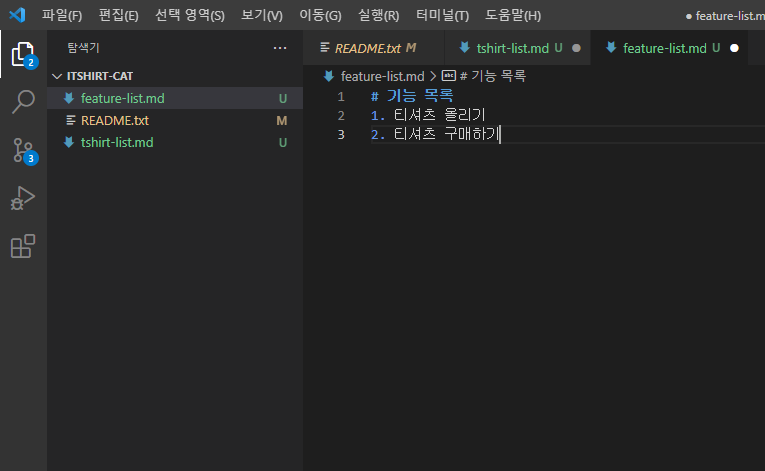 파일(F) 편집(E) 선택 영역(S) 보기(V) 이동(G) 실행(R) 터미널(T) 도움말(H) ● feature-list.m
탐색기 ···
README.txt M tshirt-list.md U ● feature-list.md U ●
ITSHIRT-CAT
feature-list.md > abc # 기능 목록
feature-list.md U
README.txt M
tshirt-list.md U
2
3
1 # 기능 목록
2 1. 티셔츠 올리기
3 2. 티셔츠 구매하기